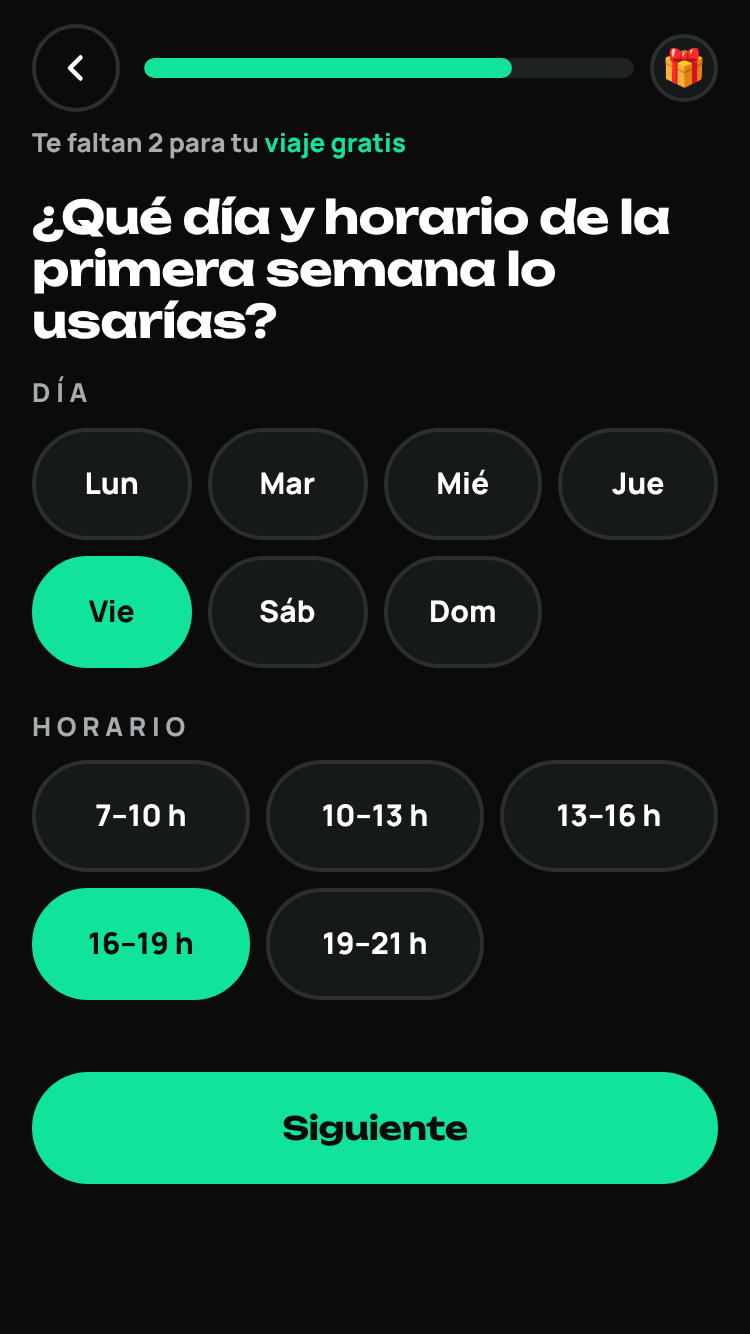 Te faltan 2 para tu viaje gratis
¿Qué día y horario de la
primera semana lo
usarías?
DÍA
Lun Mar Mié Jue
Vie Sáb Dom
HORARIO
7–10 h 10–13 h 13–16 h
16–19 h 19–21 h
Siguiente